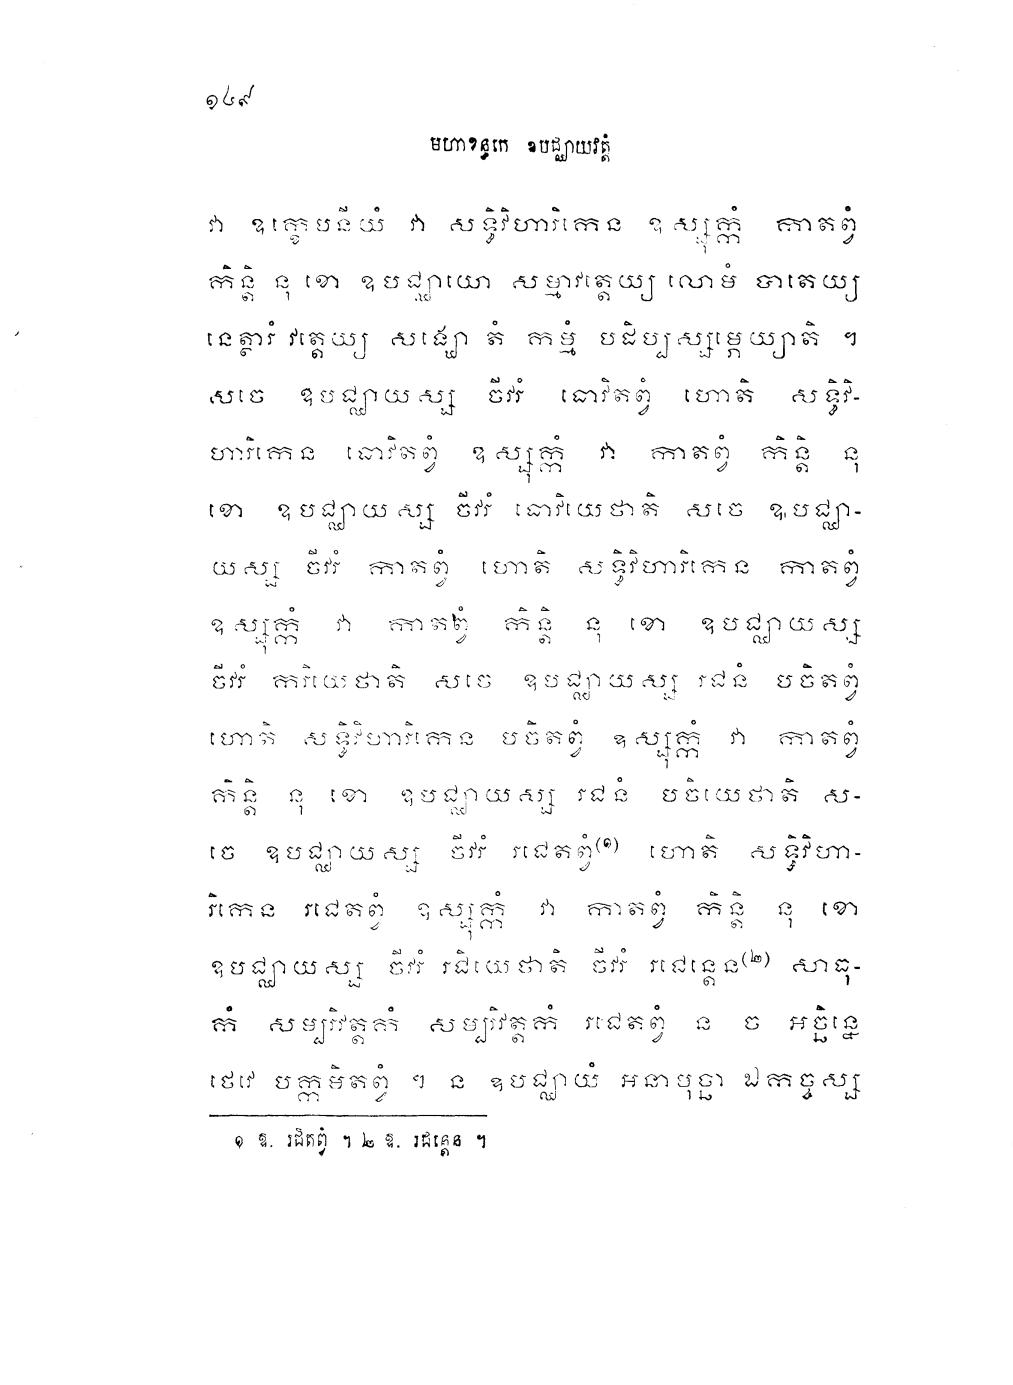 ១៤៩
មហាខន្ធកេ ឧបជ្ឈាយវត្តំ
វា ឧក្ខេបនីយំ វា សទ្ធិវិហារិកេន ឧស្សុក្កំ កាតព្វំ
កិន្តិ នុ ខោ ឧបជ្ឈាយោ សម្មាវត្តេយ្យ លោមំ បាតេយ្យ
នេត្ថារំ វត្តេយ្យ សង្ឃោ តំ កម្មំ បដិប្បស្សម្ភេយ្យាតិ ។
សចេ ឧបជ្ឈាយស្ស ចីវរំ ធោវិតព្វំ ហោតិ សទ្ធិវិ-
ហារិកេន ធោវិតព្វំ ឧស្សុក្កំ វា កាតព្វំ កិន្តិ នុ
ខោ ឧបជ្ឈាយស្ស ចីវរំ ធោវិយេថាតិ សចេ ឧបជ្ឈា-
យស្ស ចីវរំ កាតព្វំ ហោតិ សទ្ធិវិហារិកេន កាតព្វំ
ឧស្សុក្កំ វា កាតព្វំ កិន្តិ នុ ខោ ឧបជ្ឈាយស្ស
ចីវរំ ការិយេថាតិ សចេ ឧបជ្ឈាយស្ស រជនំ បចិតព្វំ
ហោតិ សទ្ធិវិហារិកេន បចិតព្វំ ឧស្សុក្កំ វា កាតព្វំ
កិន្តិ នុ ខោ ឧបជ្ឈាយស្ស រជនំ បចិយេថាតិ ស-
ចេ ឧបជ្ឈាយស្ស ចីវរំ រជេតព្វំ(១) ហោតិ សទ្ធិវិហា-
រិកេន រជេតព្វំ ឧស្សុក្កំ វា កាតព្វំ កិន្តិ នុ ខោ
ឧបជ្ឈាយស្ស ចីវរំ រជិយេថាតិ ចីវរំ រជេន្តេន(២) សាធុ-
កំ សម្បរិវត្តកំ សម្បរិវត្តកំ រជេតព្វំ ន ច អច្ឆិន្នេ
ថេវេ បក្កមិតព្វំ ។ ន ឧបជ្ឈាយំ អនាបុច្ឆា ឯកច្ចស្ស
១ ឱ. រជិតព្វំ ។ ២ ឱ. រជន្តេន ។